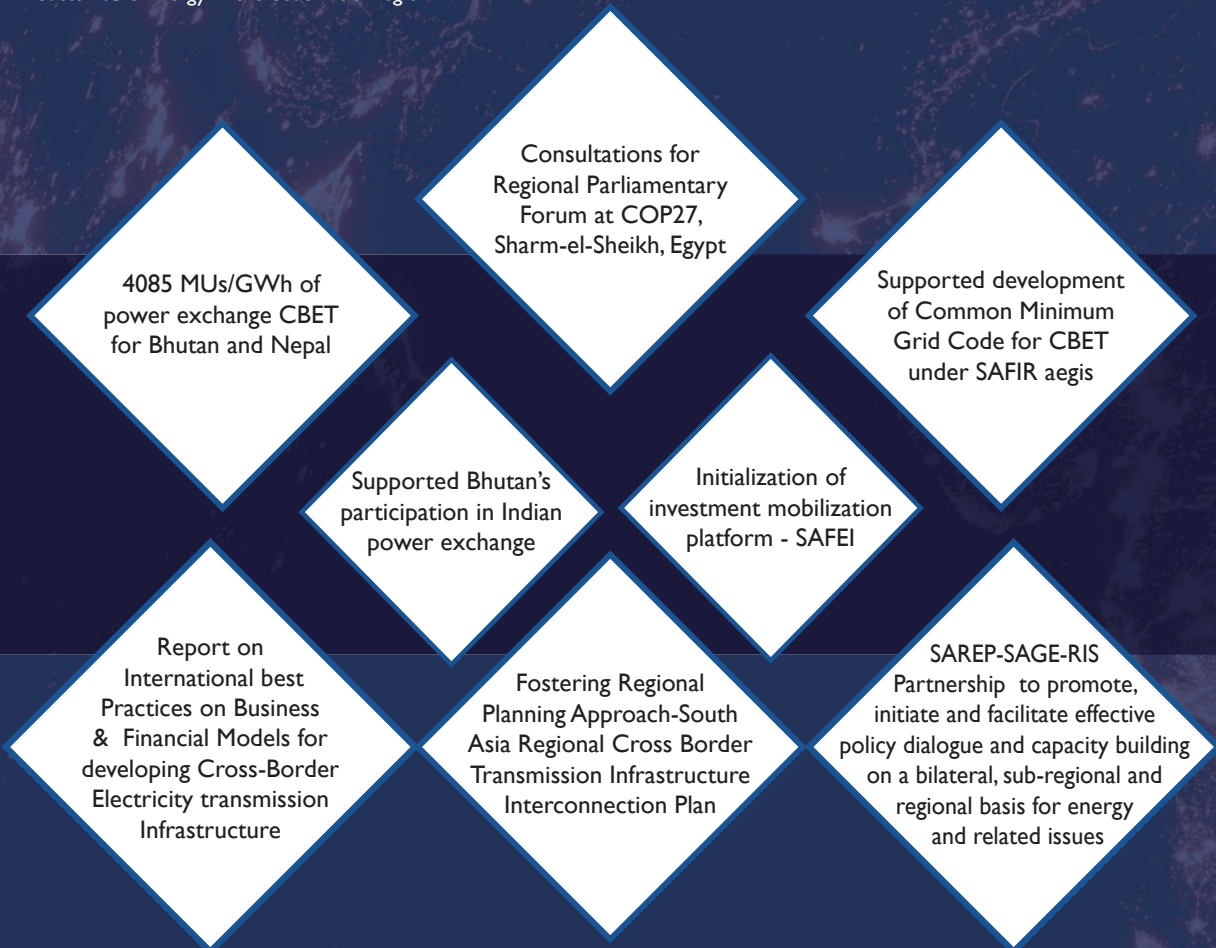 Consultations for
Regional Parliamentary
Forum at COP27,
Sharm-el-Sheikh, Egypt
4085 MUs/GWh of
power exchange CBET
for Bhutan and Nepal
Supported development
of Common Minimum
Grid Code for CBET
under SAFIR aegis
Supported Bhutan's
participation in Indian
power exchange
Initialization of
investment mobilization
platform - SAFEI
Report on
International best
Practices on Business
& Financial Models for
developing Cross-Border
Electricity transmission
Infrastructure
Fostering Regional
Planning Approach-South
Asia Regional Cross Border
Transmission Infrastructure
Interconnection Plan
SAREP-SAGE-RIS
Partnership to promote,
initiate and facilitate effective
policy dialogue and capacity building
on a bilateral, sub-regional and
regional basis for energy
and related issues